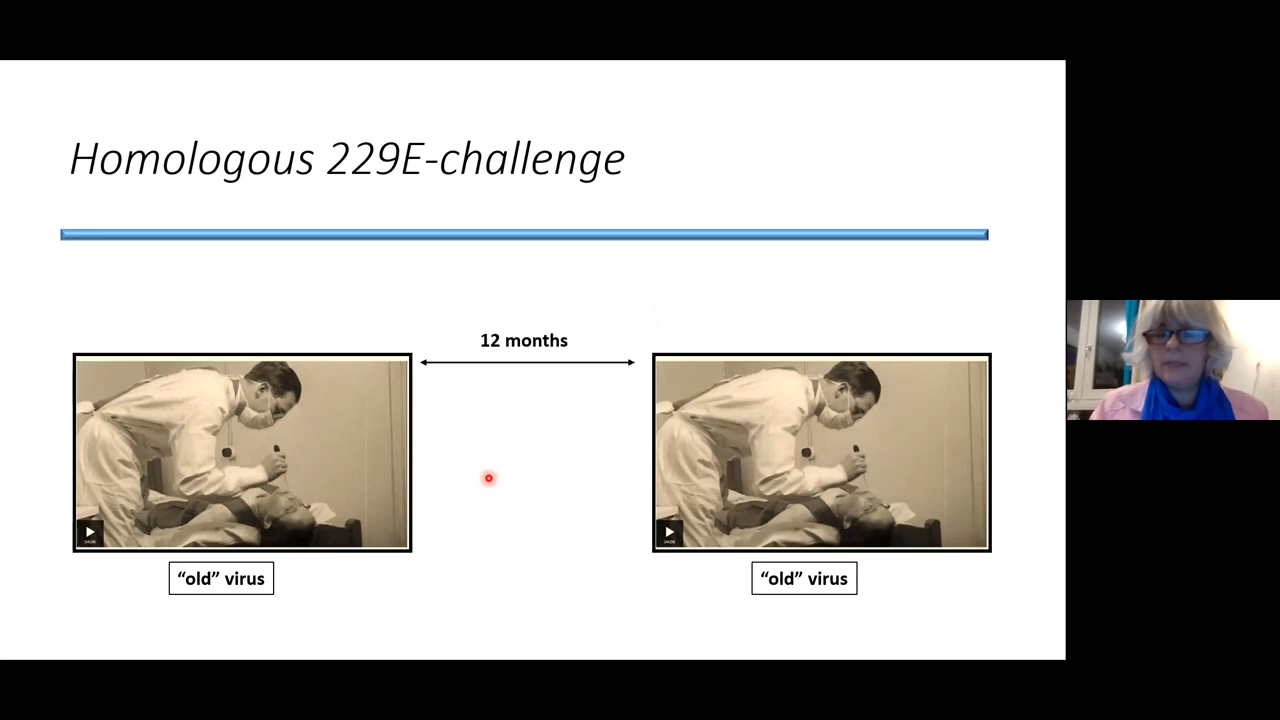 Homologous 229E-challenge
12 months
“old” virus
“old” virus